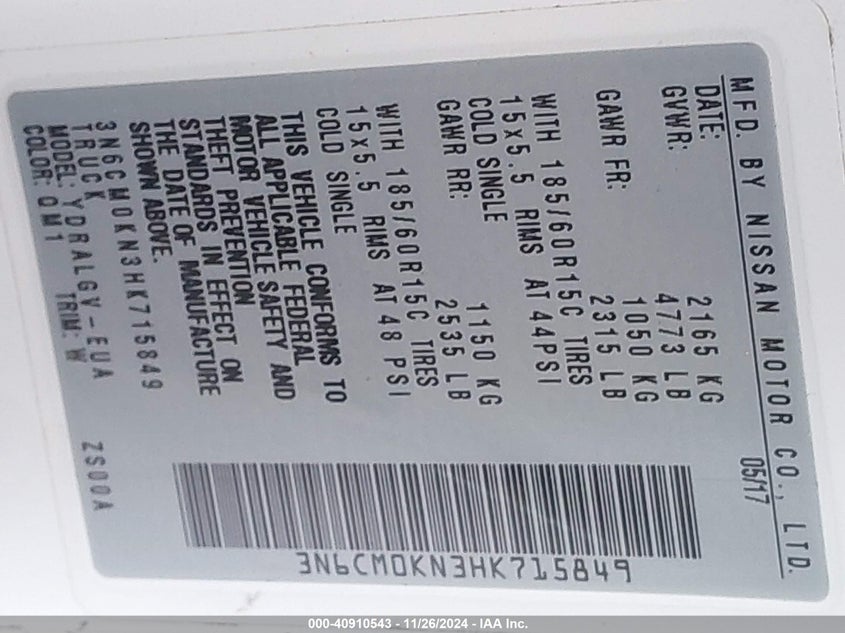 MFD. BY NISSAN MOTOR CO., LTD.
DATE: 05/17
GVWR: 2165 KG
4773 LB
GAWR FR: 1050 KG
2315 LB
WITH 185/60R15C TIRES
15x5.5 RIMS AT 44PSI
COLD SINGLE
GAWR RR: 1150 KG
2535 LB
WITH 185/60R15C TIRES
15x5.5 RIMS AT 48 PSI
COLD SINGLE
THIS VEHICLE CONFORMS TO
ALL APPLICABLE FEDERAL
MOTOR VEHICLE SAFETY AND
THEFT PREVENTION
STANDARDS IN EFFECT ON
THE DATE OF MANUFACTURE
SHOWN ABOVE.
3N6CM0KN3HK715849
TRUCK
MODEL: YDRALGV-EUA ZS00A
COLOR: QM1 TRIM: W
3N6CM0KN3HK715849
000-40910543 - 11/26/2024 - IAA Inc.